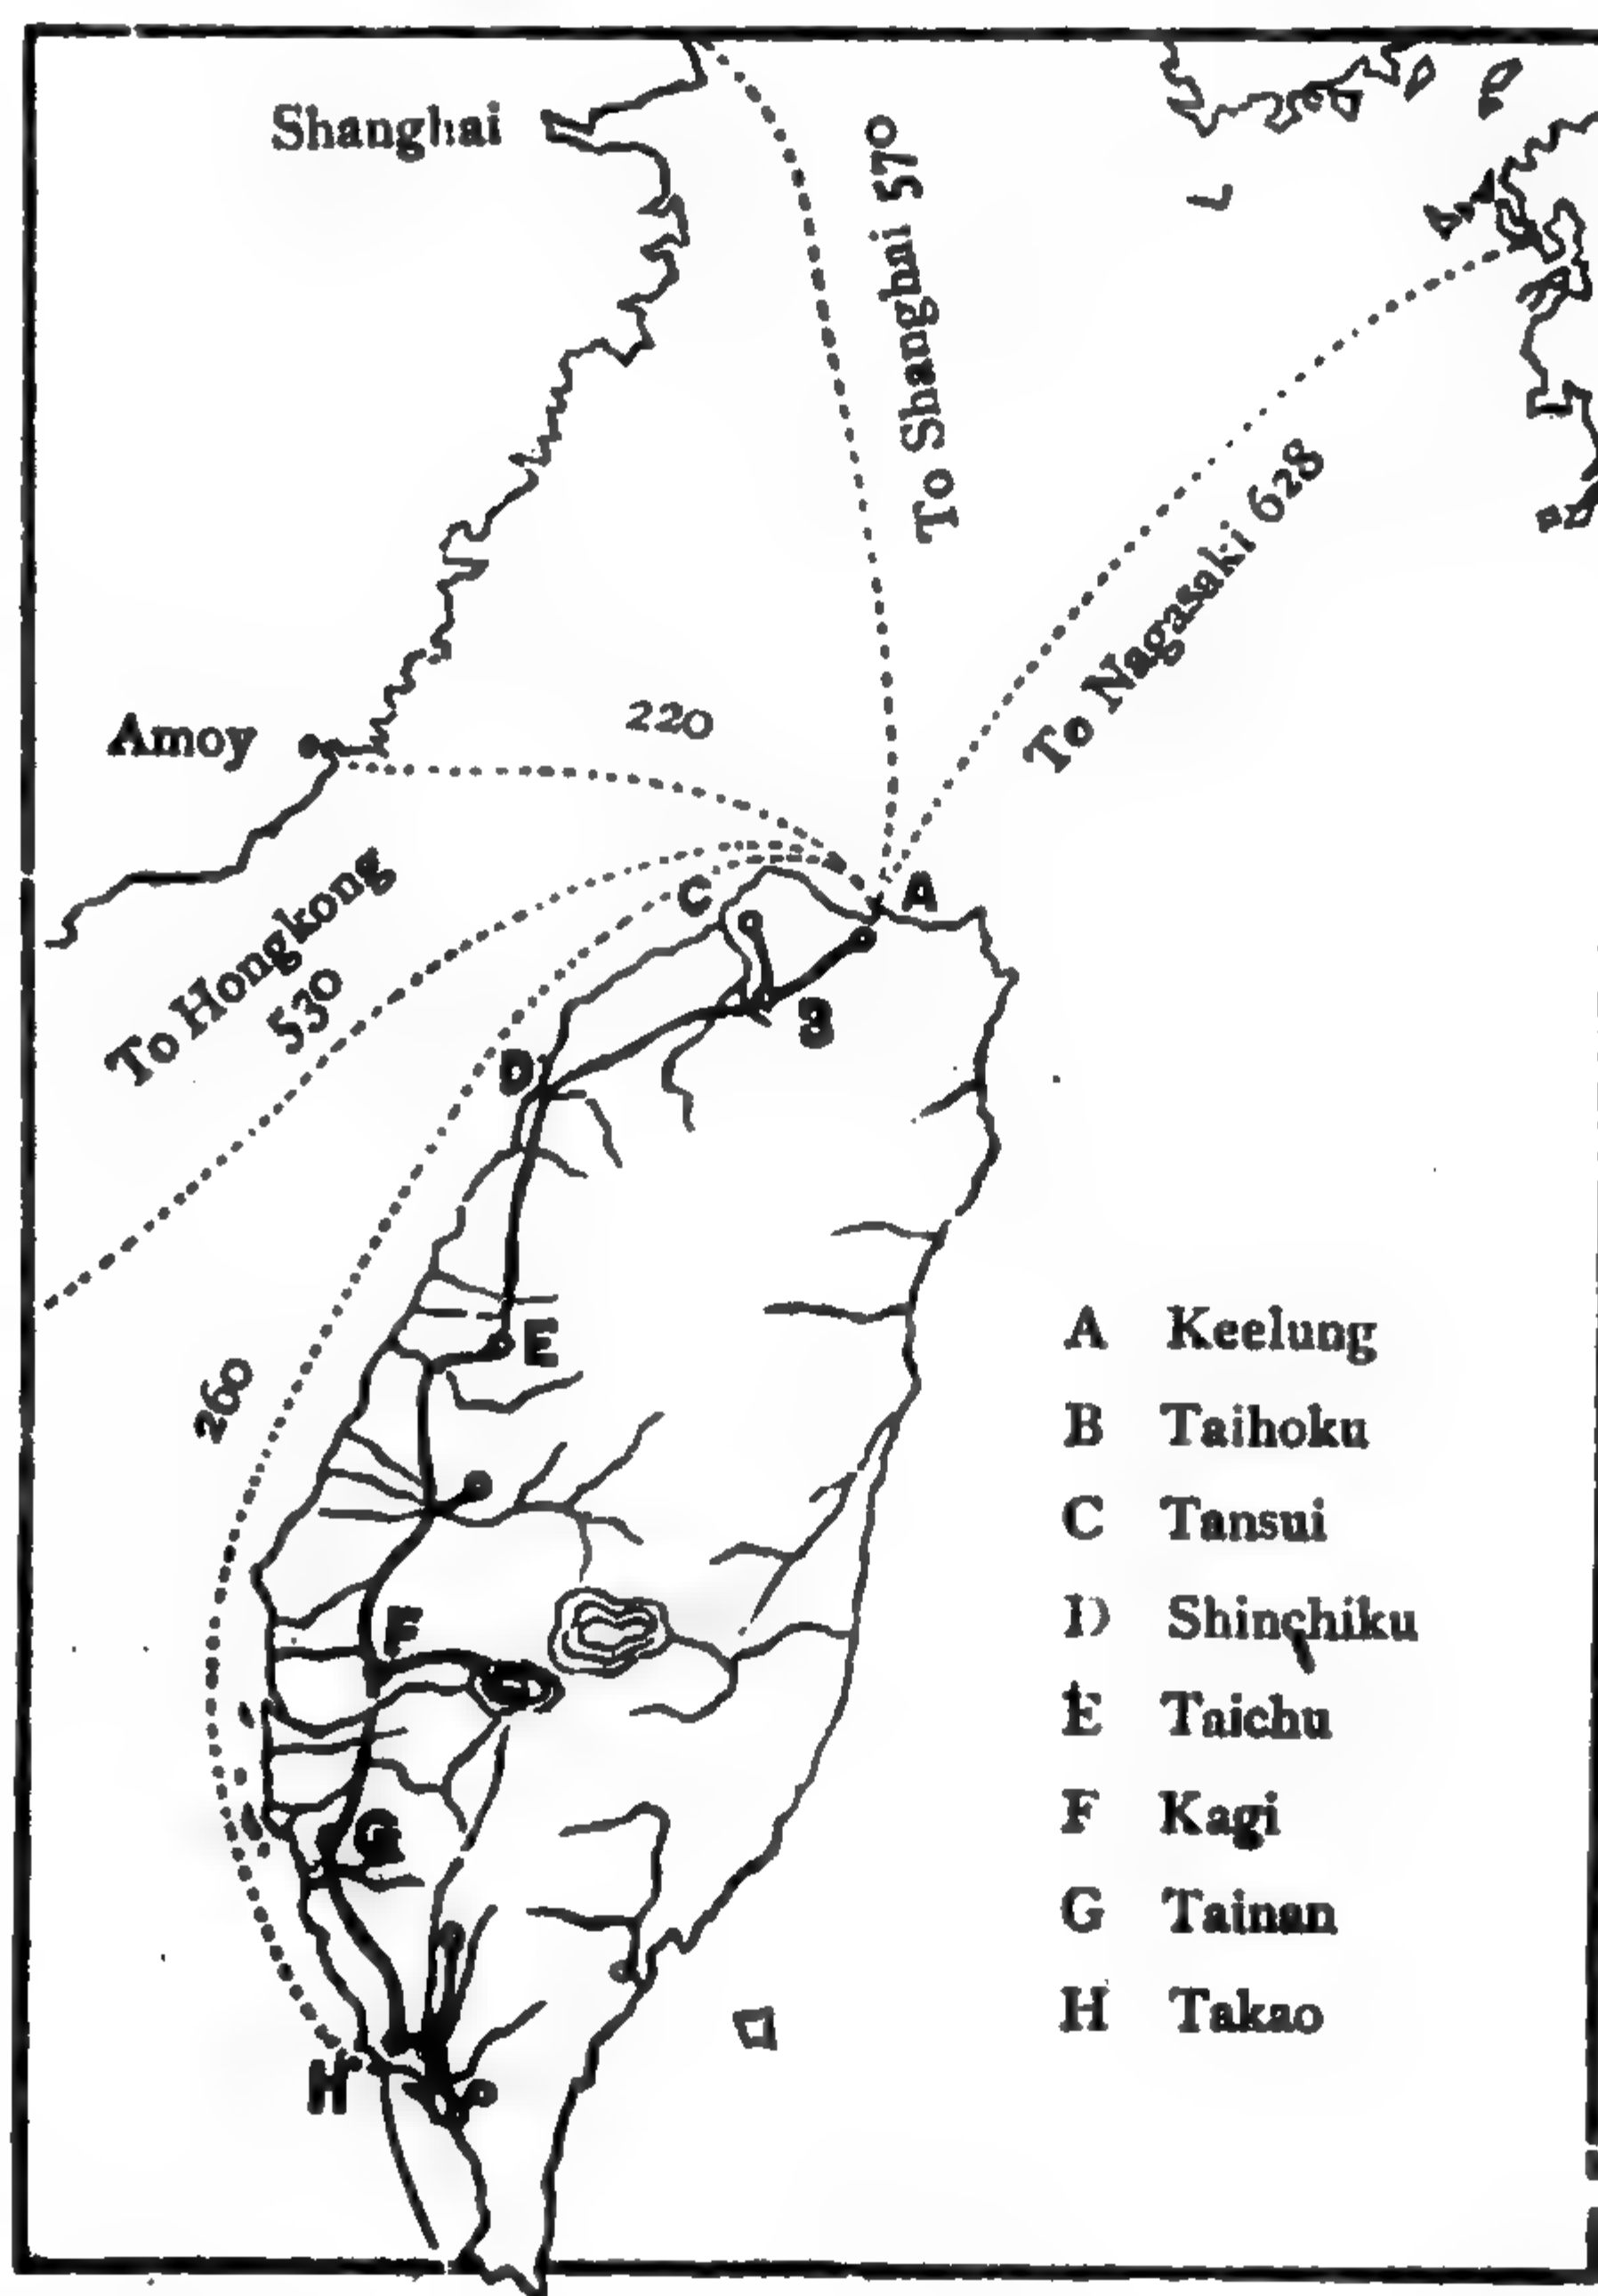 Shanghai
To Shanghai 570
To Nagasaki 628
Amoy
220
To Hongkong
530
260
A
C
B
D
E
F
G
H
A Keelung
B Taihoku
C Tansui
D Shinchiku
E Taichu
F Kagi
G Tainan
H Takao